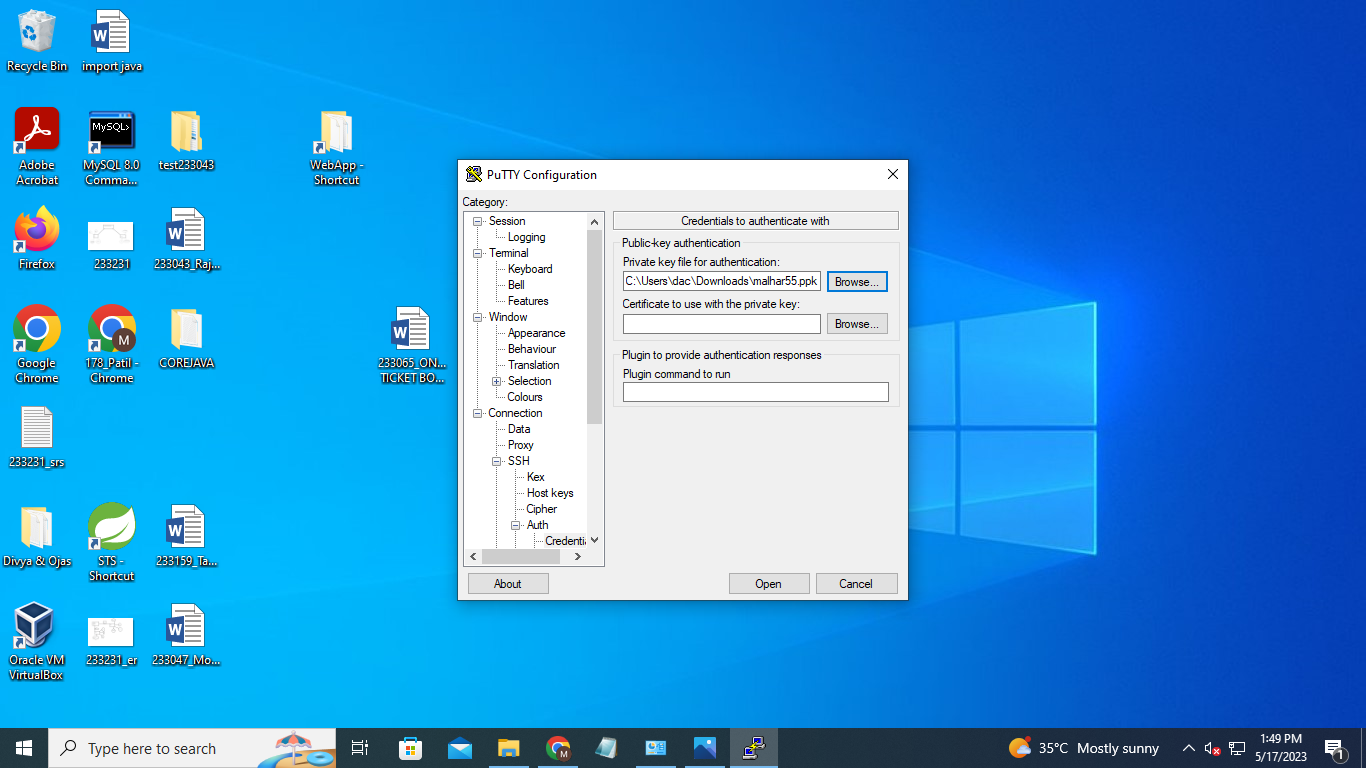 Recycle Bin
import java
Adobe
Acrobat
MySQL>
MySQL 8.0
Comma...
test233043
WebApp -
Shortcut
Firefox
233231
233043_Raj...
Google
Chrome
M
178_Patil -
Chrome
COREJAVA
233065_ON...
TICKET BO...
233231_srs
Divya & Ojas
STS -
Shortcut
233159_Ta...
Oracle VM
VirtualBox
233231_er
233047_Mo...
PuTTY Configuration
Category:
Session
Logging
Terminal
Keyboard
Bell
Features
Window
Appearance
Behaviour
Translation
Selection
Colours
Connection
Data
Proxy
SSH
Kex
Host keys
Cipher
Auth
Credenti
Credentials to authenticate with
Public-key authentication
Private key file for authentication:
C:\Users\dac\Downloads\malhar55.ppk
Browse...
Certificate to use with the private key:
Browse...
Plugin to provide authentication responses
Plugin command to run
About
Open
Cancel
Type here to search
M
35°C Mostly sunny
1:49 PM
5/17/2023
1